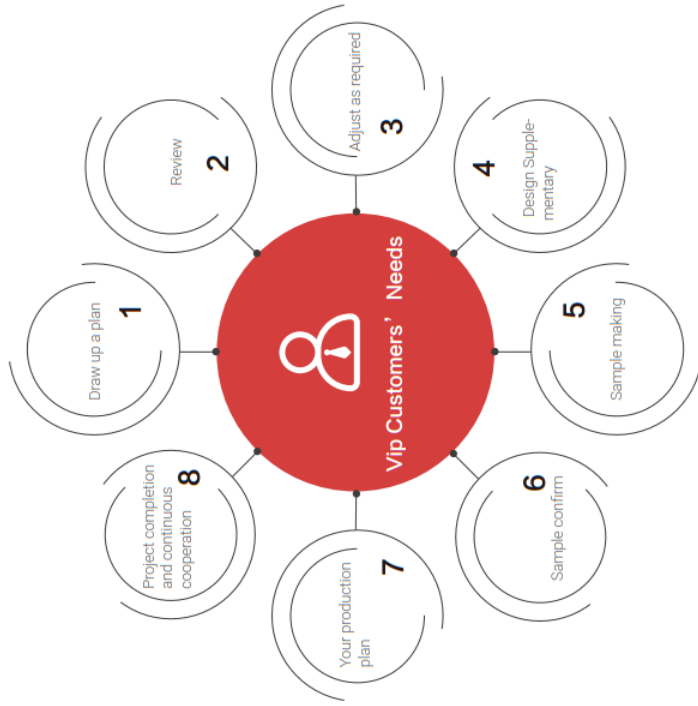 Vip Customers’ Needs
Draw up a plan
1
Review
2
Adjust as required
3
4
Design Supple-
mentary
5
Sample making
6
Sample confirm
7
Your production
plan
Project completion
and continuous
cooperation
8